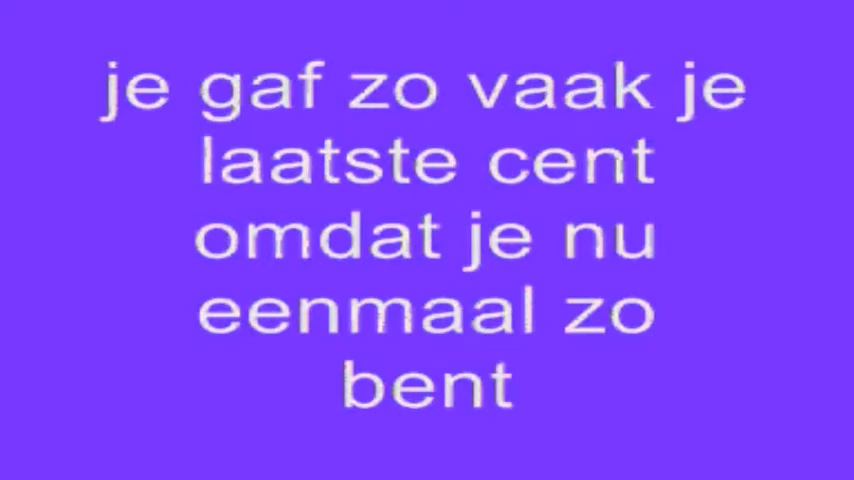 je gaf zo vaak je
laatste cent
omdat je nu
eenmaal zo
bent